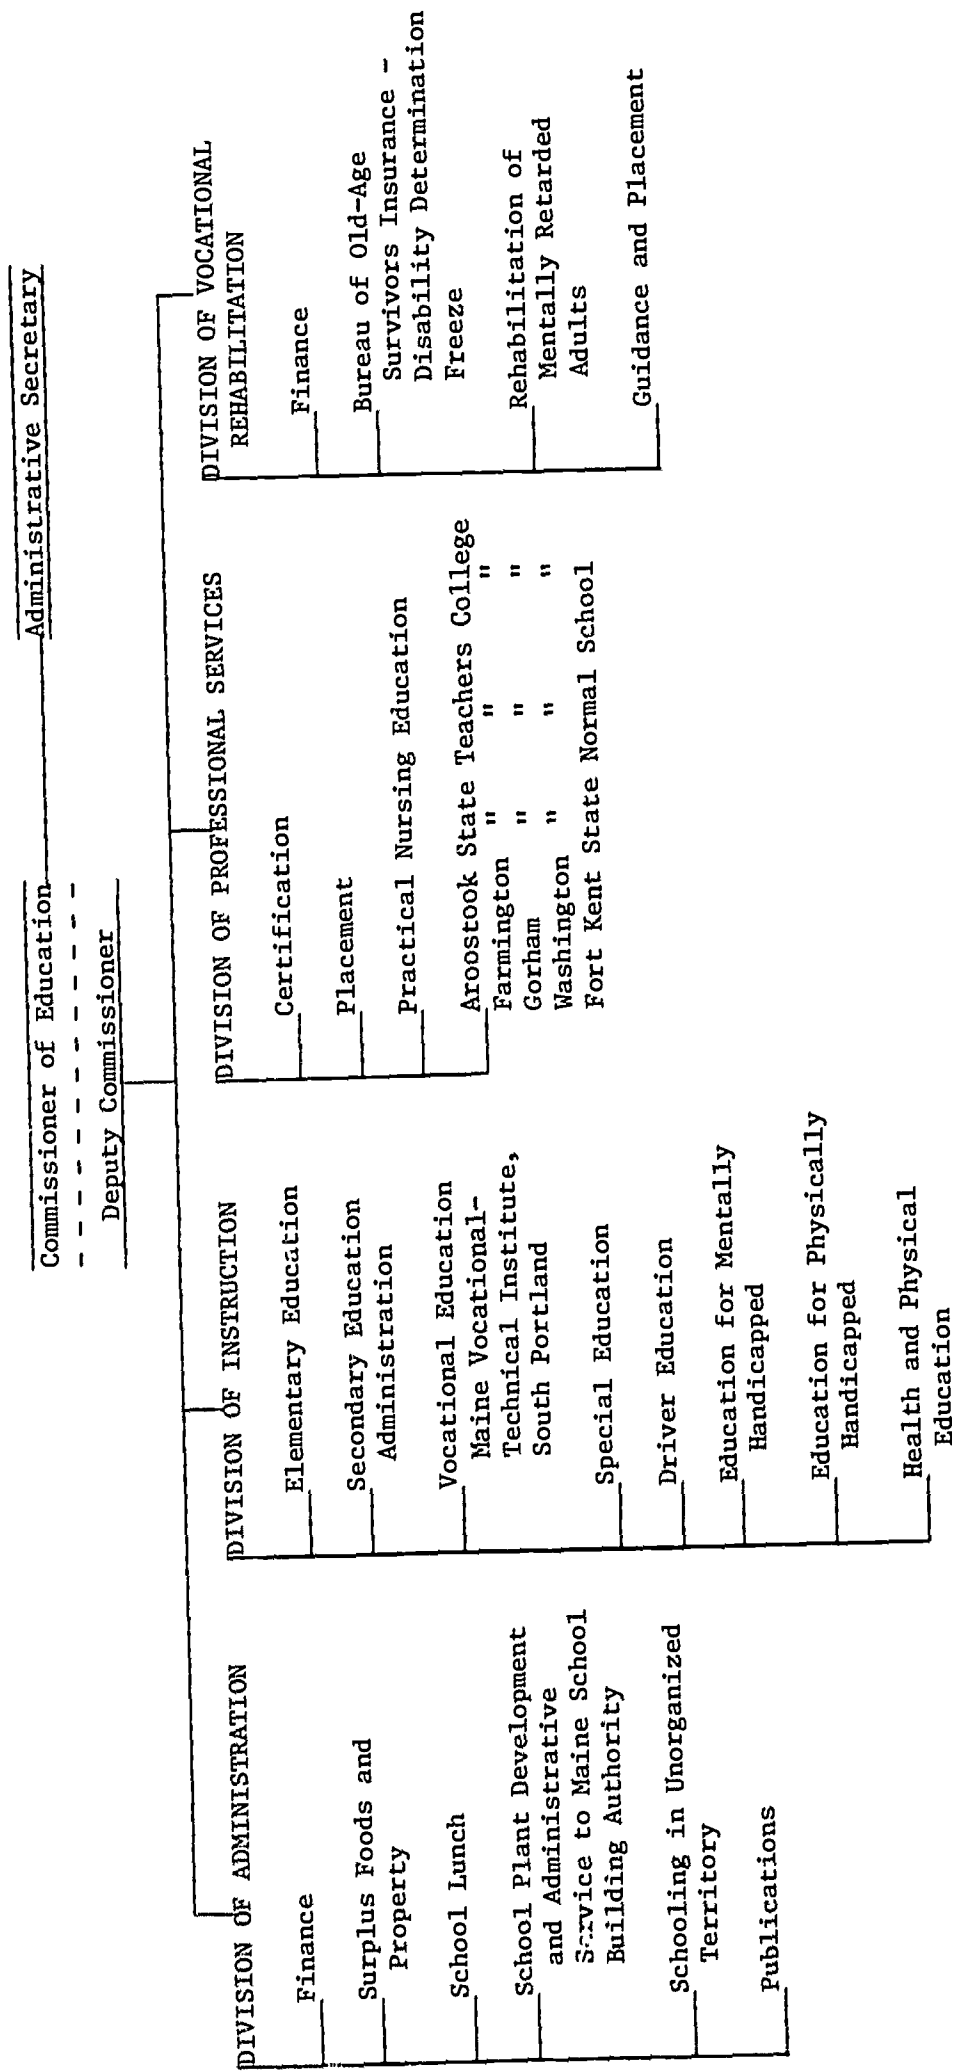 Commissioner of Education
Administrative Secretary
Deputy Commissioner
DIVISION OF ADMINISTRATION
Finance
Surplus Foods and
Property
School Lunch
School Plant Development
and Administrative
Service to Maine School
Building Authority
Schooling in Unorganized
Territory
Publications
DIVISION OF INSTRUCTION
Elementary Education
Secondary Education
Administration
Vocational Education
Maine Vocational-
Technical Institute,
South Portland
Special Education
Driver Education
Education for Mentally
Handicapped
Education for Physically
Handicapped
Health and Physical
Education
DIVISION OF PROFESSIONAL SERVICES
Certification
Placement
Practical Nursing Education
Aroostook State Teachers College
Farmington " " "
Gorham " " "
Washington " " "
Fort Kent State Normal School
DIVISION OF VOCATIONAL
REHABILITATION
Finance
Bureau of Old-Age
Survivors Insurance -
Disability Determination
Freeze
Rehabilitation of
Mentally Retarded
Adults
Guidance and Placement